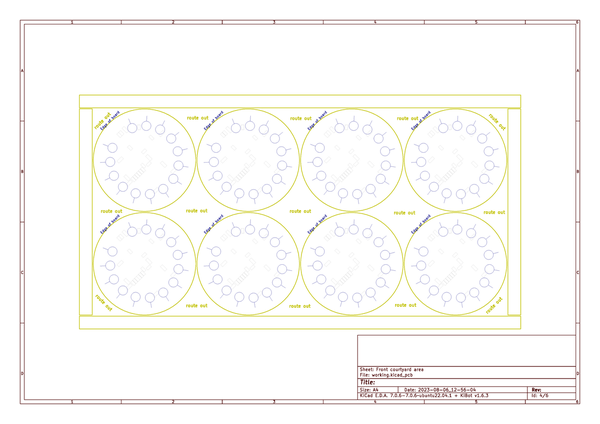 1 2 3 4 5 6
A A
Edge of board Edge of board Edge of board Edge of board
route out route out route out route out route out
B B
route out route out route out route out route out
Edge of board Edge of board Edge of board Edge of board
C C
route out route out route out route out route out
Sheet: Front courtyard area
File: working.kicad_pcb
D D
Title:
Size: A4 Date: 2023-08-06_12-56-04 Rev:
KiCad E.D.A. 7.0.6-7.0.6~ubuntu22.04.1 + KiBot v1.6.3 Id: 4/6
1 2 3 4 5 6